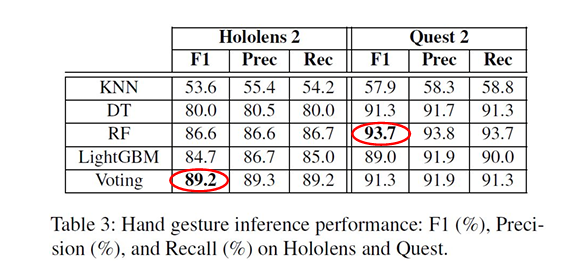 Hololens 2 Quest 2
F1 Prec Rec F1 Prec Rec
KNN 53.6 55.4 54.2 57.9 58.3 58.8
DT 80.0 80.5 80.0 91.3 91.7 91.3
RF 86.6 86.6 86.7 93.7 93.8 93.7
LightGBM 84.7 86.7 85.0 89.0 91.9 90.0
Voting 89.2 89.3 89.2 91.3 91.9 91.3
Table 3: Hand gesture inference performance: F1 (%), Preci-
sion (%), and Recall (%) on Hololens and Quest.